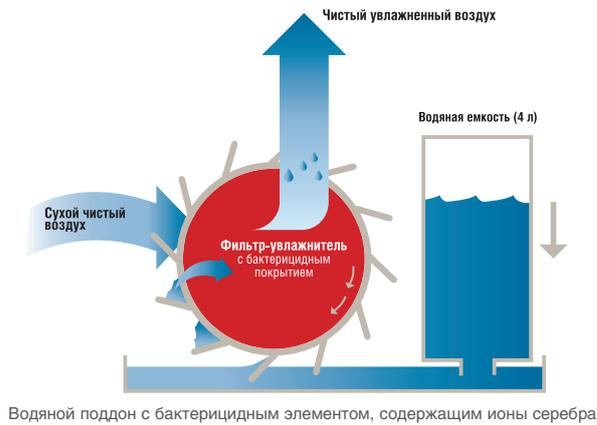 Чистый увлажненный воздух
Водяная емкость (4 л)
Сухой чистый
воздух
Фильтр-увлажнитель
с бактерицидным
покрытием
Водяной поддон с бактерицидным элементом, содержащим ионы серебра